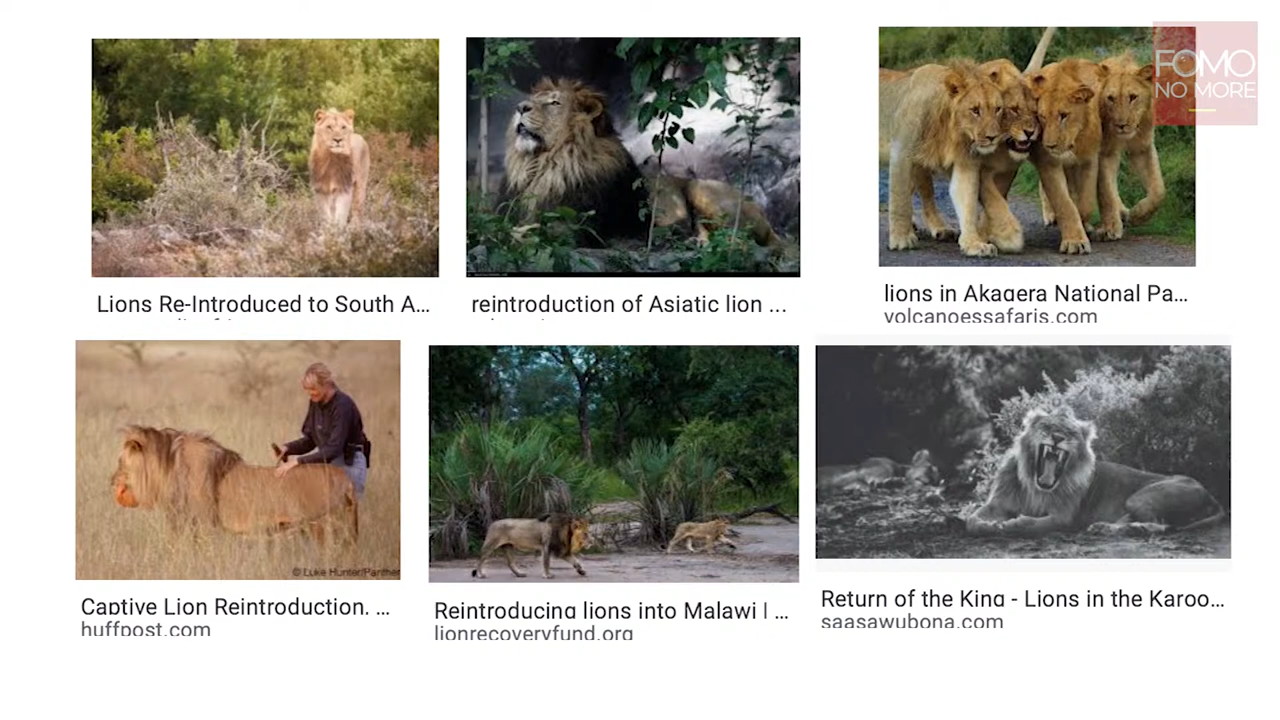 FOMO
NO MORE
Lions Re-Introduced to South A...
reintroduction of Asiatic lion ...
lions in Akagera National Pa...
volcanoessafaris.com
© Luke Hunter/Panther
Captive Lion Reintroduction. ...
huffpost.com
Reintroducing lions into Malawi | ...
lionrecoveryfund.org
Return of the King - Lions in the Karoo...
saasawubona.com